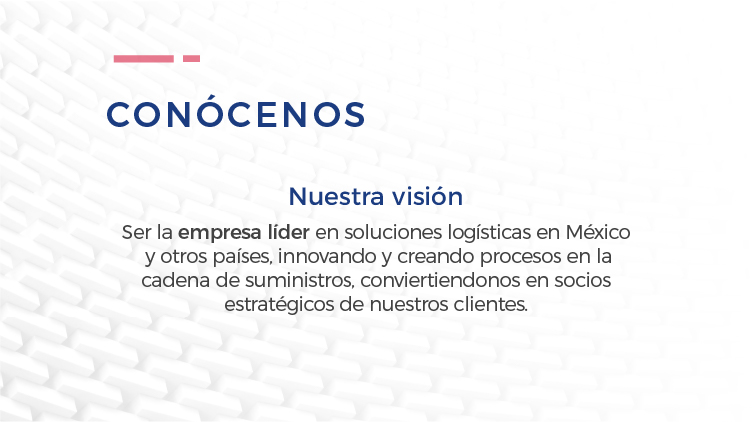 CONÓCENOS
Nuestra visión
Ser la empresa líder en soluciones logísticas en México
y otros países, innovando y creando procesos en la
cadena de suministros, conviertiendonos en socios
estratégicos de nuestros clientes.